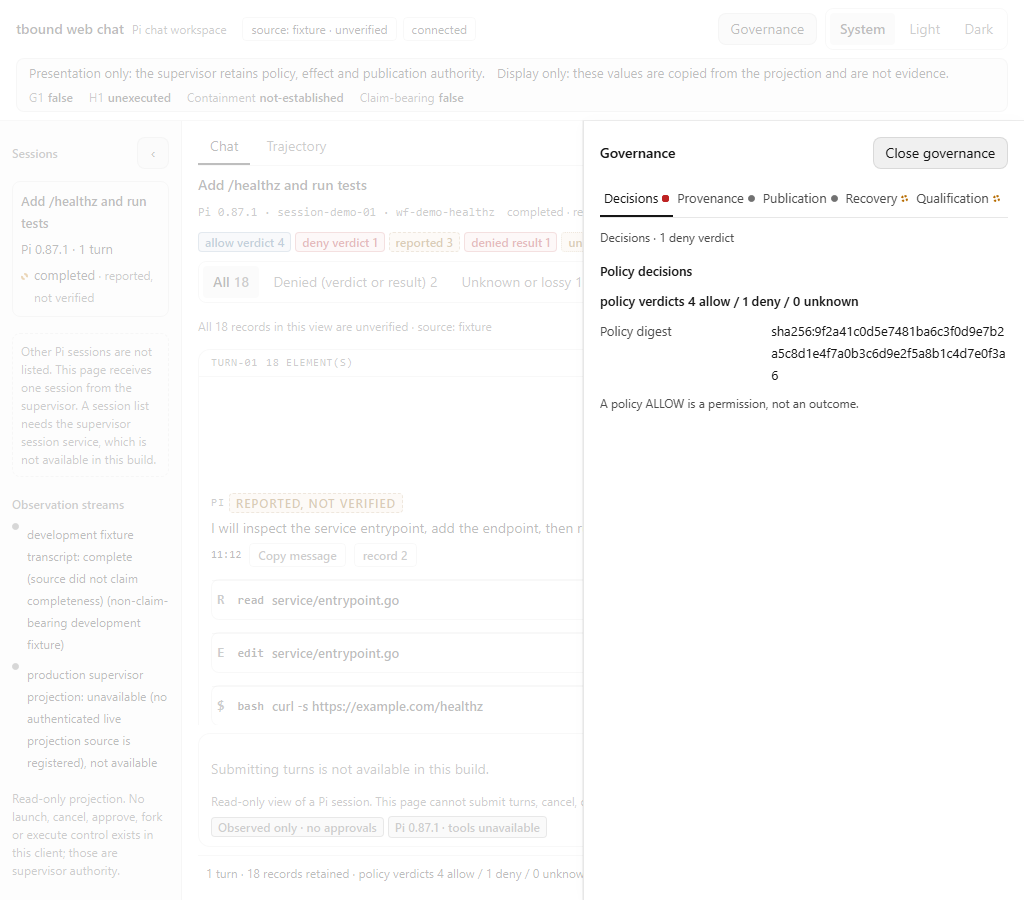 tbound web chat Pi chat workspace source: fixture · unverified connected Governance System Light Dark
Presentation only: the supervisor retains policy, effect and publication authority. Display only: these values are copied from the projection and are not evidence.
G1 false H1 unexecuted Containment not-established Claim-bearing false
Sessions
‹
Add /healthz and run
tests
Pi 0.87.1 · 1 turn
completed · reported,
not verified
Other Pi sessions are not
listed. This page receives
one session from the
supervisor. A session list
needs the supervisor
session service, which is
not available in this build.
Observation streams
development fixture
transcript: complete
(source did not claim
completeness) (non-claim-
bearing development
fixture)
production supervisor
projection: unavailable (no
authenticated live
projection source is
registered), not available
Read-only projection. No
launch, cancel, approve, fork
or execute control exists in
this client; those are
supervisor authority.
Chat Trajectory
Add /healthz and run tests
Pi 0.87.1 · session-demo-01 · wf-demo-healthz completed · re
allow verdict 4 deny verdict 1 reported 3 denied result 1 un
All 18 Denied (verdict or result) 2 Unknown or lossy 1
All 18 records in this view are unverified · source: fixture
TURN-01 18 ELEMENT(S)
PI REPORTED, NOT VERIFIED
I will inspect the service entrypoint, add the endpoint, then r
11:12 Copy message record 2
R read service/entrypoint.go
E edit service/entrypoint.go
$ bash curl -s https://example.com/healthz
Submitting turns is not available in this build.
Read-only view of a Pi session. This page cannot submit turns, cancel,
Observed only · no approvals Pi 0.87.1 · tools unavailable
1 turn · 18 records retained · policy verdicts 4 allow / 1 deny / 0 unknow
Governance
Close governance
Decisions Provenance Publication Recovery Qualification
Decisions · 1 deny verdict
Policy decisions
policy verdicts 4 allow / 1 deny / 0 unknown
Policy digest sha256:9f2a41c0d5e7481ba6c3f0d9e7b2
a5c8d1e4f7a0b3c6d9e2f5a8b1c4d7e0f3a
6
A policy ALLOW is a permission, not an outcome.